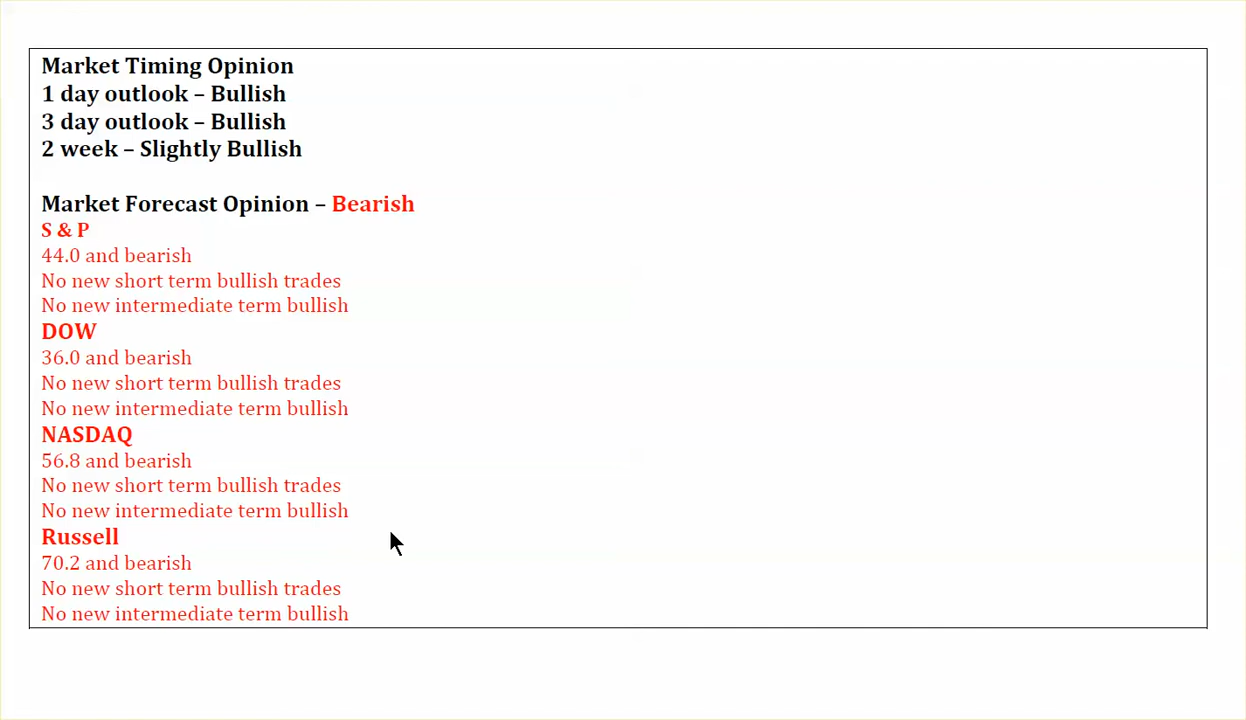 Market Timing Opinion
1 day outlook – Bullish
3 day outlook – Bullish
2 week – Slightly Bullish
Market Forecast Opinion – Bearish
S & P
44.0 and bearish
No new short term bullish trades
No new intermediate term bullish
DOW
36.0 and bearish
No new short term bullish trades
No new intermediate term bullish
NASDAQ
56.8 and bearish
No new short term bullish trades
No new intermediate term bullish
Russell
70.2 and bearish
No new short term bullish trades
No new intermediate term bullish